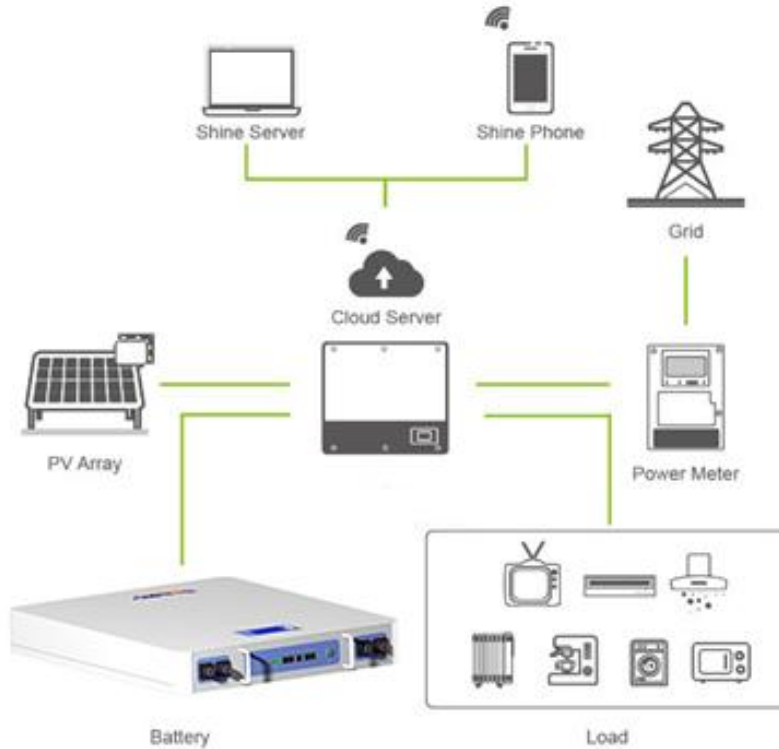 Shine Server
Shine Phone
Grid
Cloud Server
PV Array
Power Meter
Battery
Load